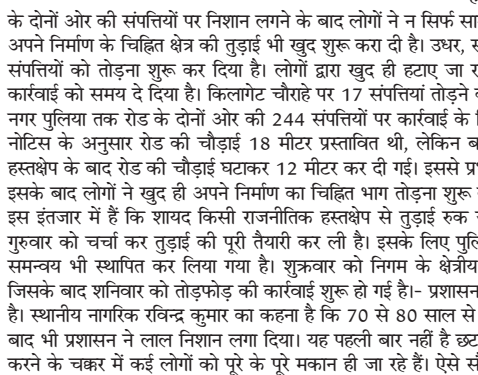 के दोनों ओर की संपत्तियों पर निशान लगने के बाद लोगों ने न सिर्फ सा
अपने निर्माण के चिह्नित क्षेत्र की तुड़ाई भी खुद शुरू करा दी है। उधर, स
संपत्तियों को तोड़ना शुरू कर दिया है। लोगों द्वारा खुद ही हटाए जा र
कार्रवाई को समय दे दिया है। किलागेट चौराहे पर 17 संपत्तियां तोड़ने
नगर पुलिया तक रोड के दोनों ओर की 244 संपत्तियों पर कार्रवाई के
नोटिस के अनुसार रोड की चौड़ाई 18 मीटर प्रस्तावित थी, लेकिन ब
हस्तक्षेप के बाद रोड की चौड़ाई घटाकर 12 मीटर कर दी गई। इससे प्र
इसके बाद लोगों ने खुद ही अपने निर्माण का चिह्नित भाग तोड़ना शुरू
इस इंतजार में हैं कि शायद किसी राजनीतिक हस्तक्षेप से तुड़ाई रुक
गुरुवार को चर्चा कर तुड़ाई की पूरी तैयारी कर ली है। इसके लिए पुलि
समन्वय भी स्थापित कर लिया गया है। शुक्रवार को निगम के क्षेत्रीय
जिसके बाद शनिवार को तोड़फोड़ की कार्रवाई शुरू हो गई है।- प्रशासन
है। स्थानीय नागरिक रविन्द्र कुमार का कहना है कि 70 से 80 साल से
बाद भी प्रशासन ने लाल निशान लगा दिया। यह पहली बार नहीं है छट
करने के चक्कर में कई लोगों को पूरे के पूरे मकान ही जा रहे हैं। ऐसे सं